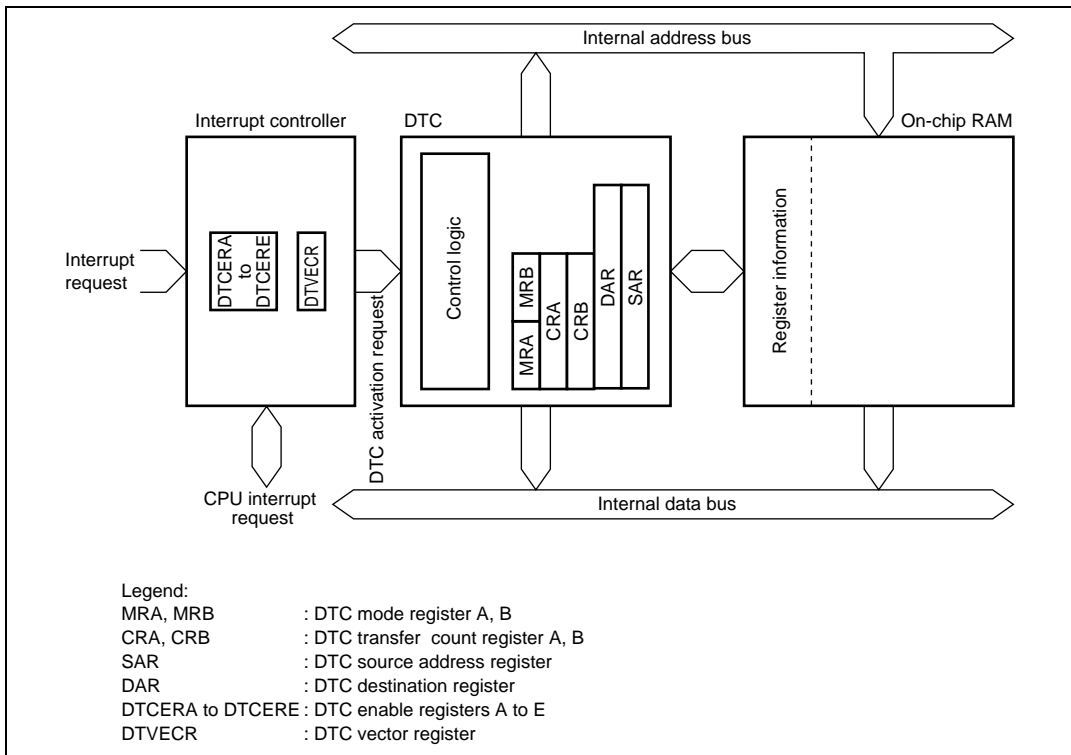 Internal address bus
Interrupt controller
DTC
On-chip RAM
Interrupt
request
DTCERA
to
DTCERE
DTVECR
DTC activation request
Control logic
MRA
MRB
CRA
CRB
DAR
SAR
Register information
CPU interrupt
request
Internal data bus
Legend:
MRA, MRB : DTC mode register A, B
CRA, CRB : DTC transfer count register A, B
SAR : DTC source address register
DAR : DTC destination register
DTCERA to DTCERE : DTC enable registers A to E
DTVECR : DTC vector register